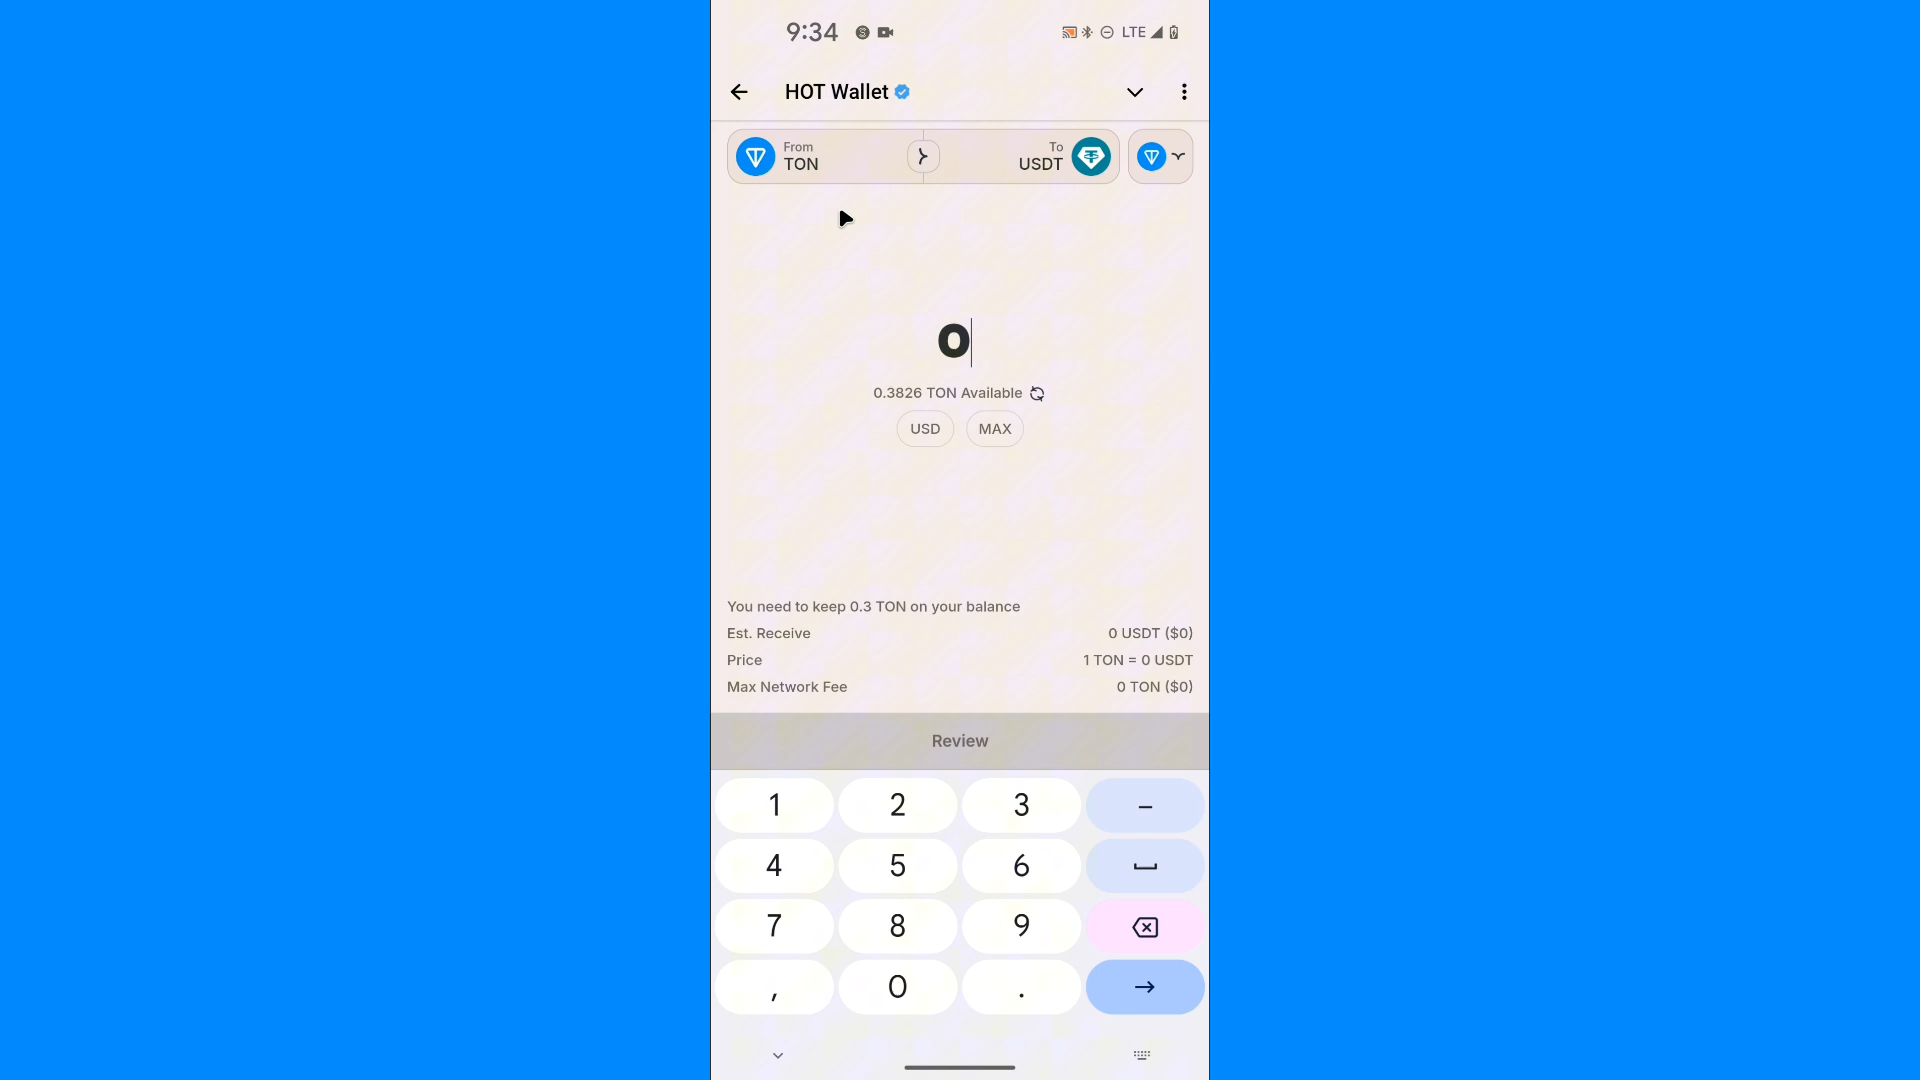 9:34 LTE
HOT Wallet
From
TON
To
USDT
0
0.3826 TON Available
USD MAX
You need to keep 0.3 TON on your balance
Est. Receive 0 USDT ($0)
Price 1 TON = 0 USDT
Max Network Fee 0 TON ($0)
Review
1 2 3 –
4 5 6
7 8 9
, 0 .